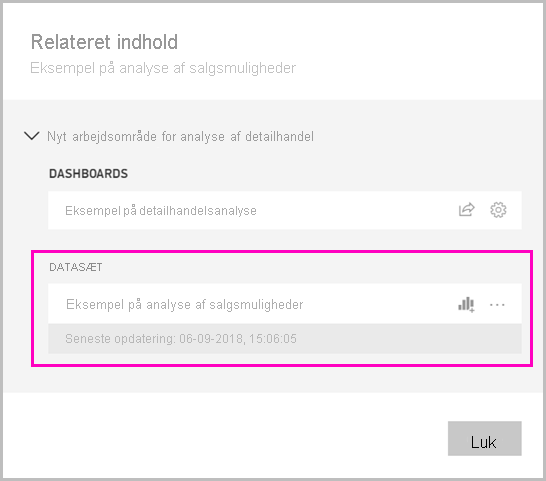 Relateret indhold
Eksempel på analyse af salgsmuligheder
Nyt arbejdsområde for analyse af detailhandel
DASHBOARDS
Eksempel på detailhandelsanalyse
DATASÆT
Eksempel på analyse af salgsmuligheder
Seneste opdatering: 06-09-2018, 15:06:05
Luk